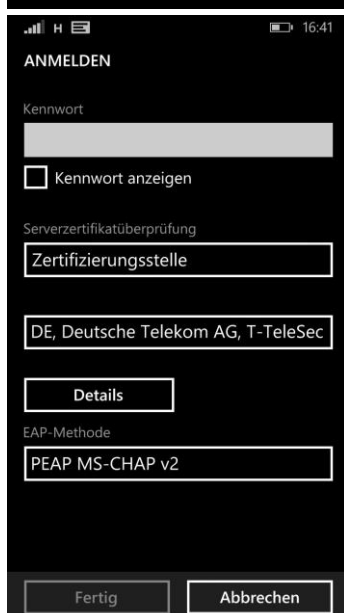 H 16:41
ANMELDEN
Kennwort
Kennwort anzeigen
Serverzertifikatüberprüfung
Zertifizierungsstelle
DE, Deutsche Telekom AG, T-TeleSec
Details
EAP-Methode
PEAP MS-CHAP v2
Fertig Abbrechen